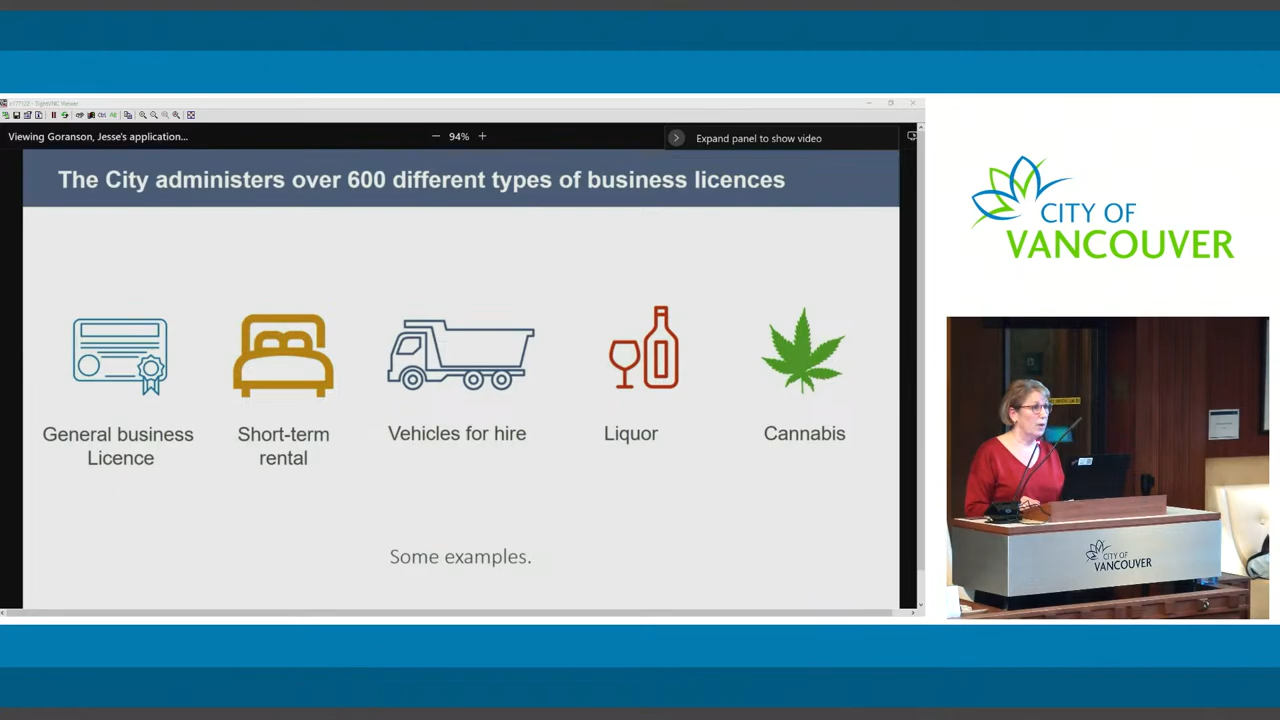 Viewing Goranson, Jesse's application...
94%
Expand panel to show video
The City administers over 600 different types of business licences
General business
Licence
Short-term
rental
Vehicles for hire
Liquor
Cannabis
Some examples.
CITY OF
VANCOUVER
CITY OF
VANCOUVER